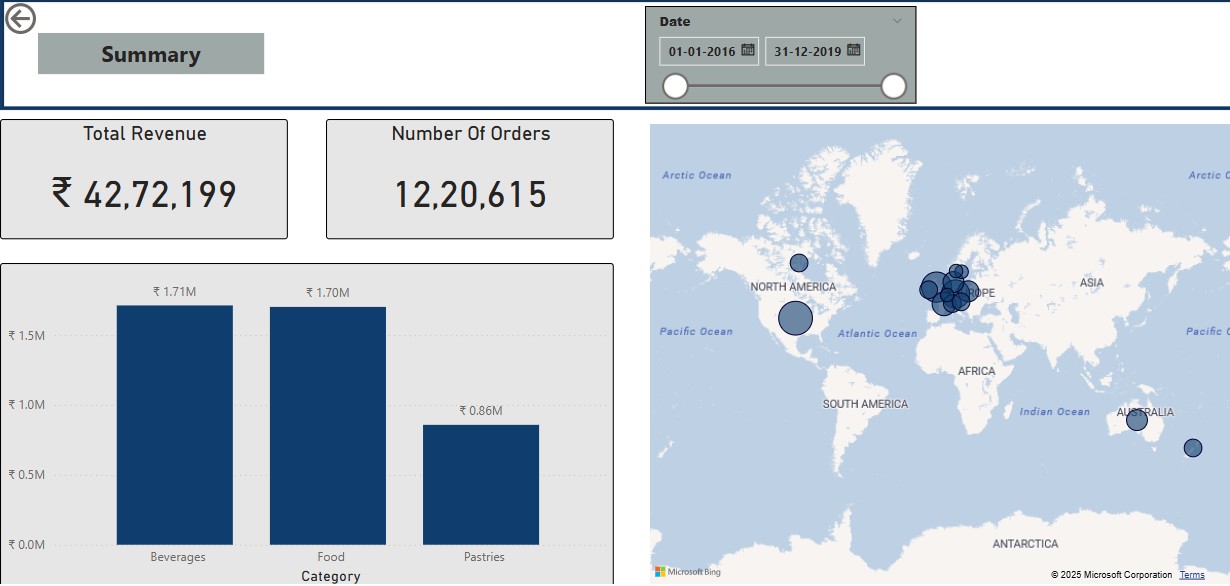 Summary
Date
01-01-2016
31-12-2019
Total Revenue
₹ 42,72,199
Number Of Orders
12,20,615
₹ 1.71M
₹ 1.70M
₹ 0.86M
₹ 1.5M
₹ 1.0M
₹ 0.5M
₹ 0.0M
Beverages
Food
Pastries
Category
Arctic Ocean
Arctic O
NORTH AMERICA
ROPE
ASIA
Pacific Ocean
Atlantic Ocean
Pacific O
AFRICA
SOUTH AMERICA
Indian Ocean
AUSTRALIA
ANTARCTICA
Microsoft Bing
© 2025 Microsoft Corporation Terms